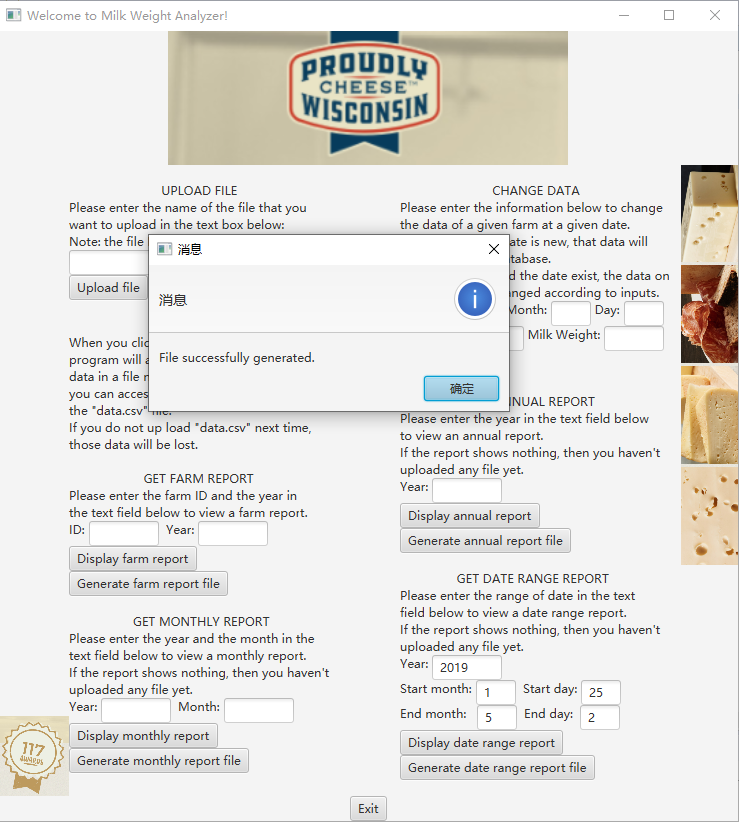 Welcome to Milk Weight Analyzer!
PROUDLY
CHEESE™
WISCONSIN
UPLOAD FILE
Please enter the name of the file that you
want to upload in the text box below:
Note: the file
Upload file
When you clic
program will a
data in a file n
you can acces
the "data.csv" file.
If you do not up load "data.csv" next time,
those data will be lost.
GET FARM REPORT
Please enter the farm ID and the year in
the text field below to view a farm report.
ID: Year:
Display farm report
Generate farm report file
GET MONTHLY REPORT
Please enter the year and the month in the
text field below to view a monthly report.
If the report shows nothing, then you haven't
uploaded any file yet.
Year: Month:
Display monthly report
Generate monthly report file
117
awards
CHANGE DATA
Please enter the information below to change
the data of a given farm at a given date.
ate is new, that data will
tabase.
d the date exist, the data on
nged according to inputs.
Month: Day:
Milk Weight:
消息
消息
i
File successfully generated.
确定
NNUAL REPORT
Please enter the year in the text field below
to view an annual report.
If the report shows nothing, then you haven't
uploaded any file yet.
Year:
Display annual report
Generate annual report file
GET DATE RANGE REPORT
Please enter the range of date in the text
field below to view a date range report.
If the report shows nothing, then you haven't
uploaded any file yet.
Year: 2019
Start month: 1 Start day: 25
End month: 5 End day: 2
Display date range report
Generate date range report file
Exit